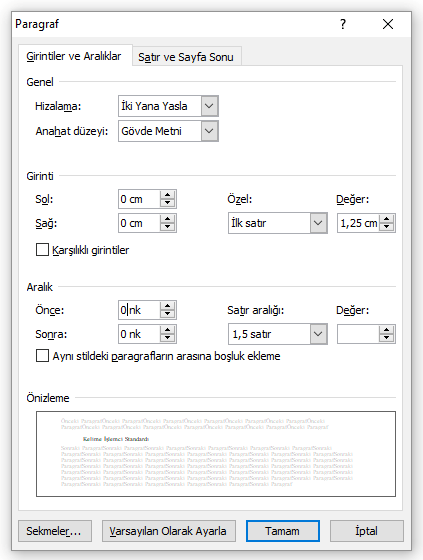 Paragraf ? ×
Girintiler ve Aralıklar Satır ve Sayfa Sonu
Genel
Hizalama: İki Yana Yasla
Anahat düzeyi: Gövde Metni
Girinti
Sol: 0 cm Özel: Değer:
Sağ: 0 cm İlk satır 1,25 cm
Karşılıklı girintiler
Aralık
Önce: 0 nk Satır aralığı: Değer:
Sonra: 0 nk 1,5 satır
Aynı stildeki paragrafların arasına boşluk ekleme
Önizleme
Kelime İşlemci Standardı
Sekmeler... Varsayılan Olarak Ayarla Tamam İptal